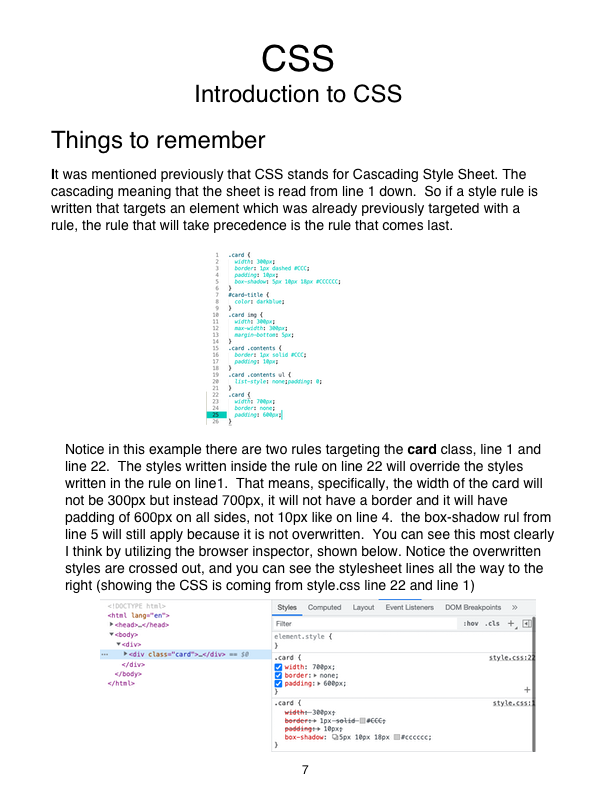 CSS
Introduction to CSS
Things to remember
It was mentioned previously that CSS stands for Cascading Style Sheet. The
cascading meaning that the sheet is read from line 1 down.  So if a style rule is
written that targets an element which was already previously targeted with a
rule, the rule that will take precedence is the rule that comes last.
1 .card {
2 width: 300px;
3 border: 1px dashed #CCC;
4 padding: 10px;
5 box-shadow: 5px 10px 18px #CCCCCC;
6 }
7 #card-title {
8 color: darkblue;
9 }
10 .card img {
11 width: 300px;
12 max-width: 300px;
13 margin-bottom: 5px;
14 }
15 .card .contents {
16 border: 1px solid #CCC;
17 padding: 10px;
18 }
19 .card .contents ul {
20 list-style: none;padding: 0;
21 }
22 .card {
23 width: 700px;
24 border: none;
25 padding: 600px;
26 }
Notice in this example there are two rules targeting the card class, line 1 and
line 22.  The styles written inside the rule on line 22 will override the styles
written in the rule on line1.  That means, specifically, the width of the card will
not be 300px but instead 700px, it will not have a border and it will have
padding of 600px on all sides, not 10px like on line 4.  the box-shadow rul from
line 5 will still apply because it is not overwritten.  You can see this most clearly
I think by utilizing the browser inspector, shown below. Notice the overwritten
styles are crossed out, and you can see the stylesheet lines all the way to the
right (showing the CSS is coming from style.css line 22 and line 1)
<!DOCTYPE html>
<html lang="en">
▶<head>…</head>
▼<body>
▼<div>
… ▶<div class="card">…</div> == $0
</div>
</body>
</html>
Styles Computed Layout Event Listeners DOM Breakpoints »
Filter :hov .cls +
element.style {
}
.card { style.css:22
width: 700px;
border:▶ none;
padding:▶ 600px;
}
+
.card { style.css:1
width: 300px;
border:▶ 1px solid #CCC;
padding:▶ 10px;
box-shadow: 5px 10px 18px #cccccc;
}
7